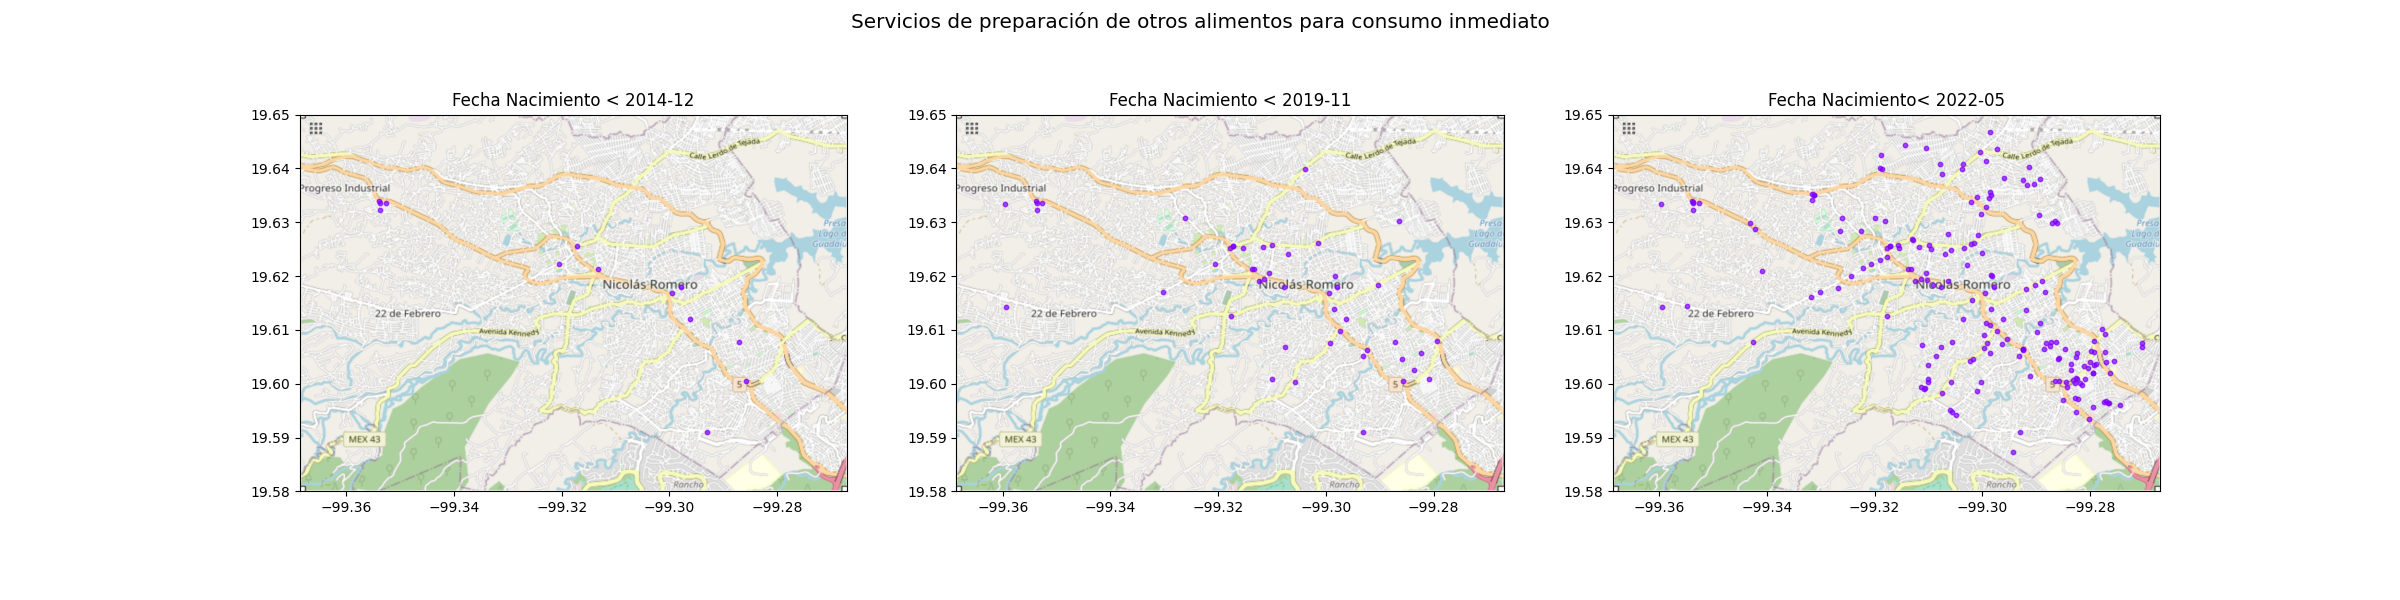 Servicios de preparación de otros alimentos para consumo inmediato
Fecha Nacimiento < 2014-12
19.65
19.64
19.63
19.62
19.61
19.60
19.59
19.58
Calle Lerdo de Tejada
Progreso Industrial
Presa
Lago d
Guadalu
Nicolás Romero
22 de Febrero
Avenida Kennedy
5
MEX 43
Rancho
−99.36 −99.34 −99.32 −99.30 −99.28
Fecha Nacimiento < 2019-11
19.65
19.64
19.63
19.62
19.61
19.60
19.59
19.58
Calle Lerdo de Tejada
Progreso Industrial
Presa
Lago d
Guadalu
Nicolás Romero
22 de Febrero
Avenida Kennedy
5
MEX 43
Rancho
−99.36 −99.34 −99.32 −99.30 −99.28
Fecha Nacimiento< 2022-05
19.65
19.64
19.63
19.62
19.61
19.60
19.59
19.58
Calle Lerdo de Tejada
Progreso Industrial
Presa
Lago d
Guadalu
Nicolás Romero
22 de Febrero
Avenida Kennedy
5
MEX 43
Rancho
−99.36 −99.34 −99.32 −99.30 −99.28